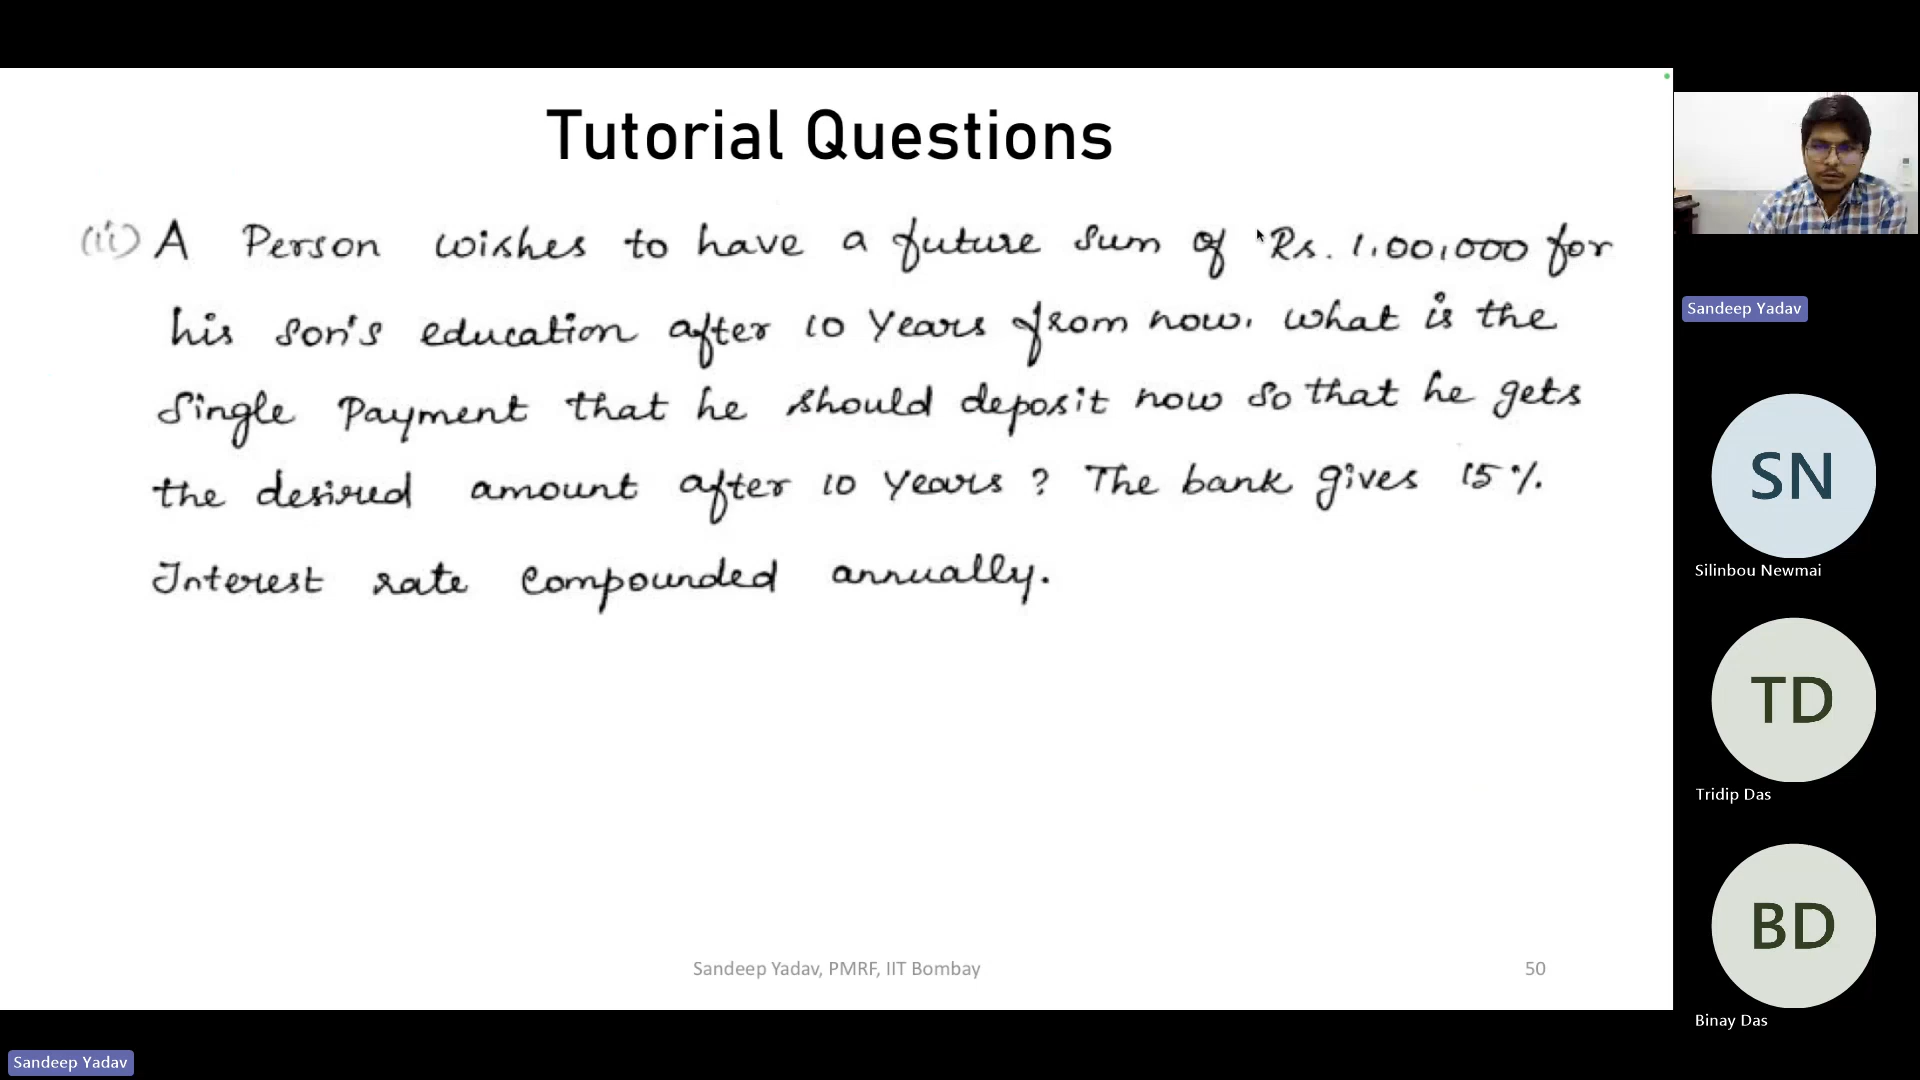 Tutorial Questions
(ii) A Person wishes to have a future sum of Rs. 1,00,000 for
his son's education after 10 Years from now. what is the
Single Payment that he should deposit now so that he gets
the desired amount after 10 Years? The bank gives 15%.
Interest rate compounded annually.
Sandeep Yadav, PMRF, IIT Bombay
50
Sandeep Yadav
SN
Silinbou Newmai
TD
Tridip Das
BD
Binay Das
Sandeep Yadav